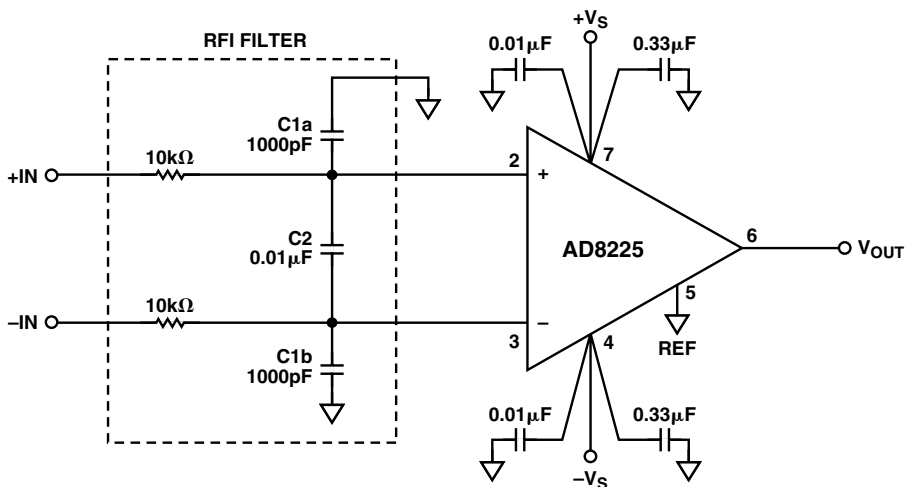 +V_S
0.01μF
0.33μF
RFI FILTER
C1a
1000pF
10kΩ
+IN
2
+
7
C2
0.01μF
AD8225
6
V_OUT
10kΩ
–IN
3
–
5
REF
4
C1b
1000pF
0.01μF
0.33μF
–V_S